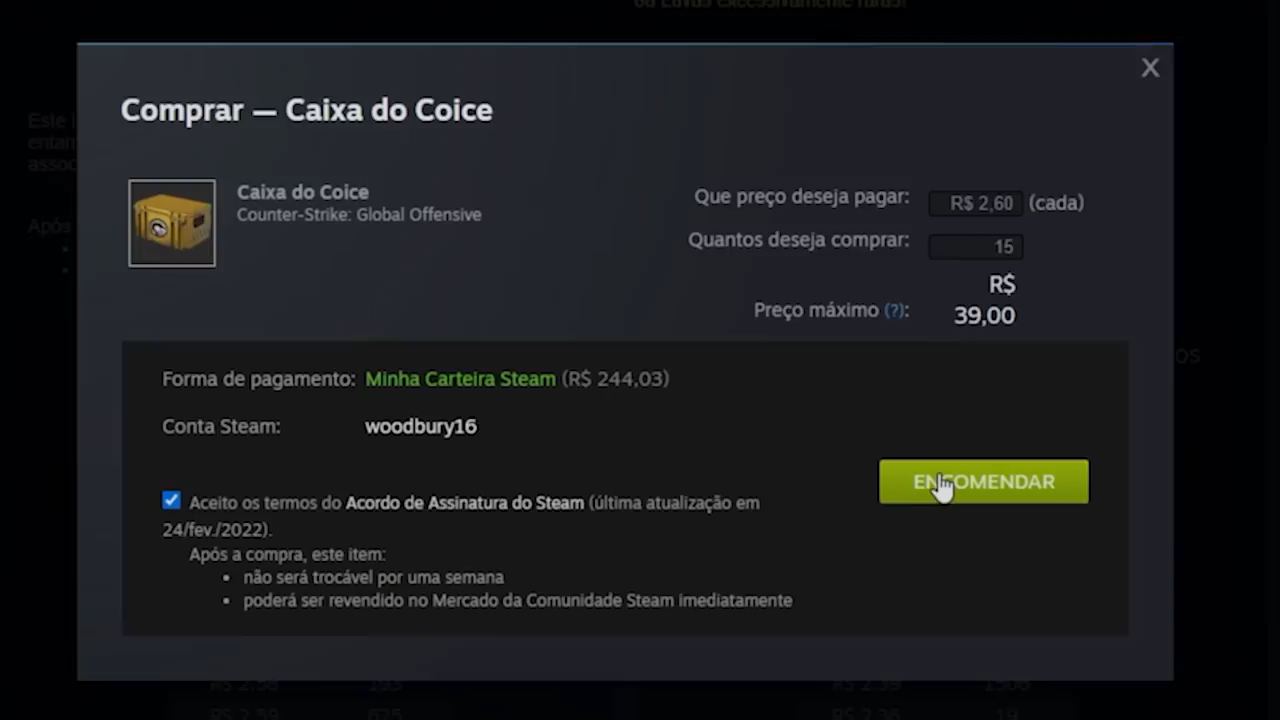 Comprar — Caixa do Coice
X
Caixa do Coice
Counter-Strike: Global Offensive
Que preço deseja pagar: R$ 2,60 (cada)
Quantos deseja comprar: 15
R$
Preço máximo (?): 39,00
Forma de pagamento: Minha Carteira Steam (R$ 244,03)
Conta Steam: woodbury16
ENCOMENDAR
Aceito os termos do Acordo de Assinatura do Steam (última atualização em
24/fev./2022).
Após a compra, este item:
• não será trocável por uma semana
• poderá ser revendido no Mercado da Comunidade Steam imediatamente
Após